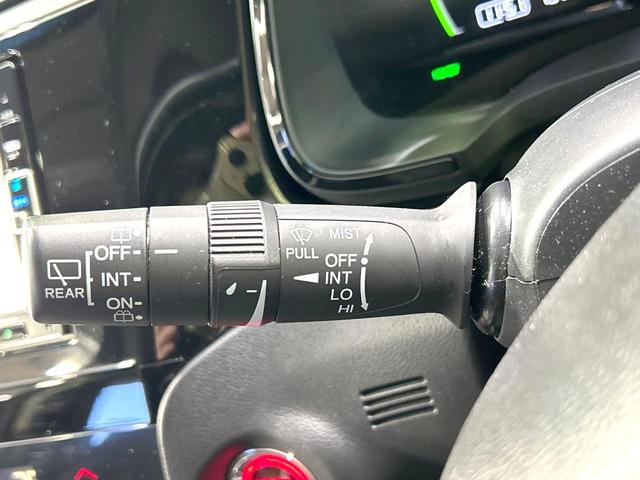 OFF
INT
ON
REAR
PULL
MIST
OFF
INT
LO
HI